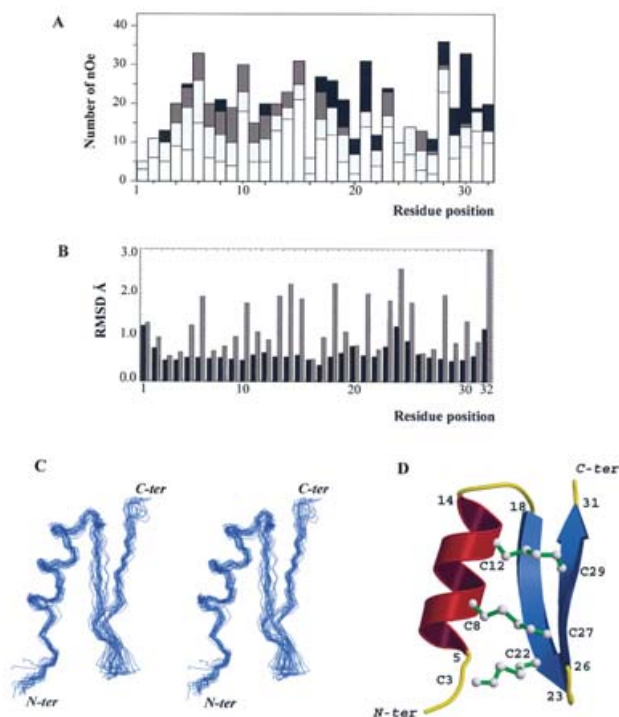 A
Number of nOe
40
30
20
10
0
1 10 20 30
Residue position
B
RMSD Å
3.0
2.0
1.0
0.0
1 10 20 30 32
Residue position
C
C-ter
C-ter
N-ter
N-ter
D
C-ter
14
18
31
C12
C29
C8
C27
5
C22
26
C3
23
N-ter